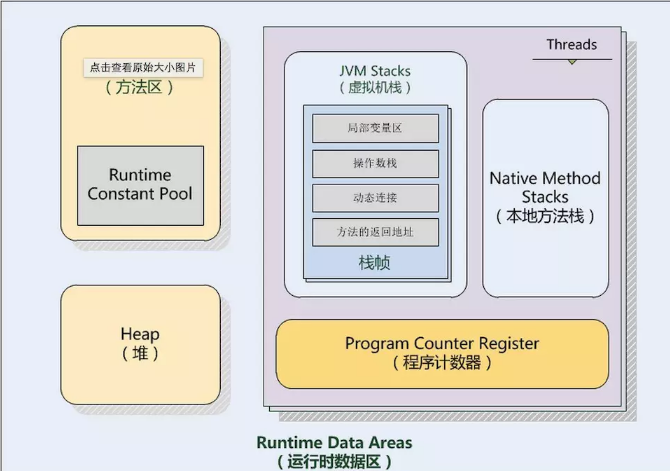 点击查看原始大小图片
（方法区）
Runtime
Constant Pool
Heap
（堆）
Threads
JVM Stacks
（虚拟机栈）
局部变量区
操作数栈
动态连接
方法的返回地址
栈帧
Native Method
Stacks
（本地方法栈）
Program Counter Register
（程序计数器）
Runtime Data Areas
（运行时数据区）